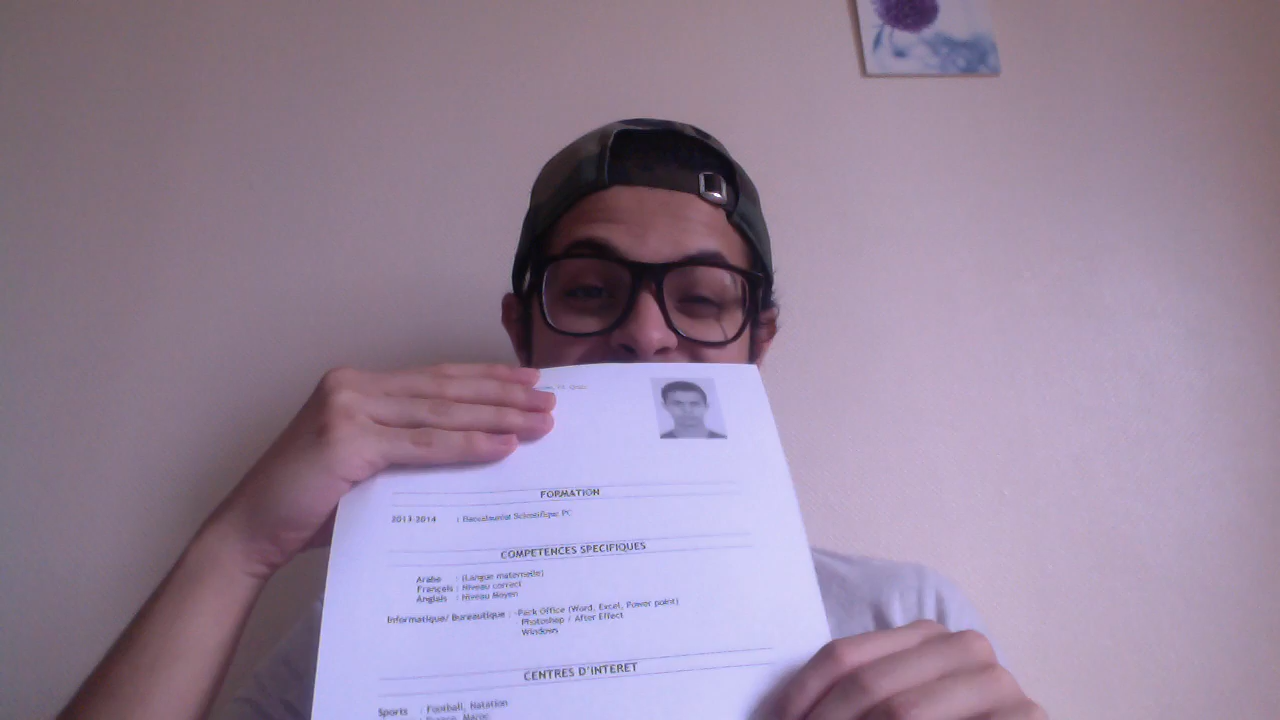 FORMATION
2013-2014 : Baccalauréat Scientifique PC
COMPETENCES SPECIFIQUES
Arabe : (Langue maternelle)
Français : Niveau correct
Anglais : Niveau Moyen
Informatique/ Bureautique : -Pack Office (Word, Excel, Power point)
Photoshop / After Effect
Windows
CENTRES D'INTERET
Sports : Football, Natation
Maroc